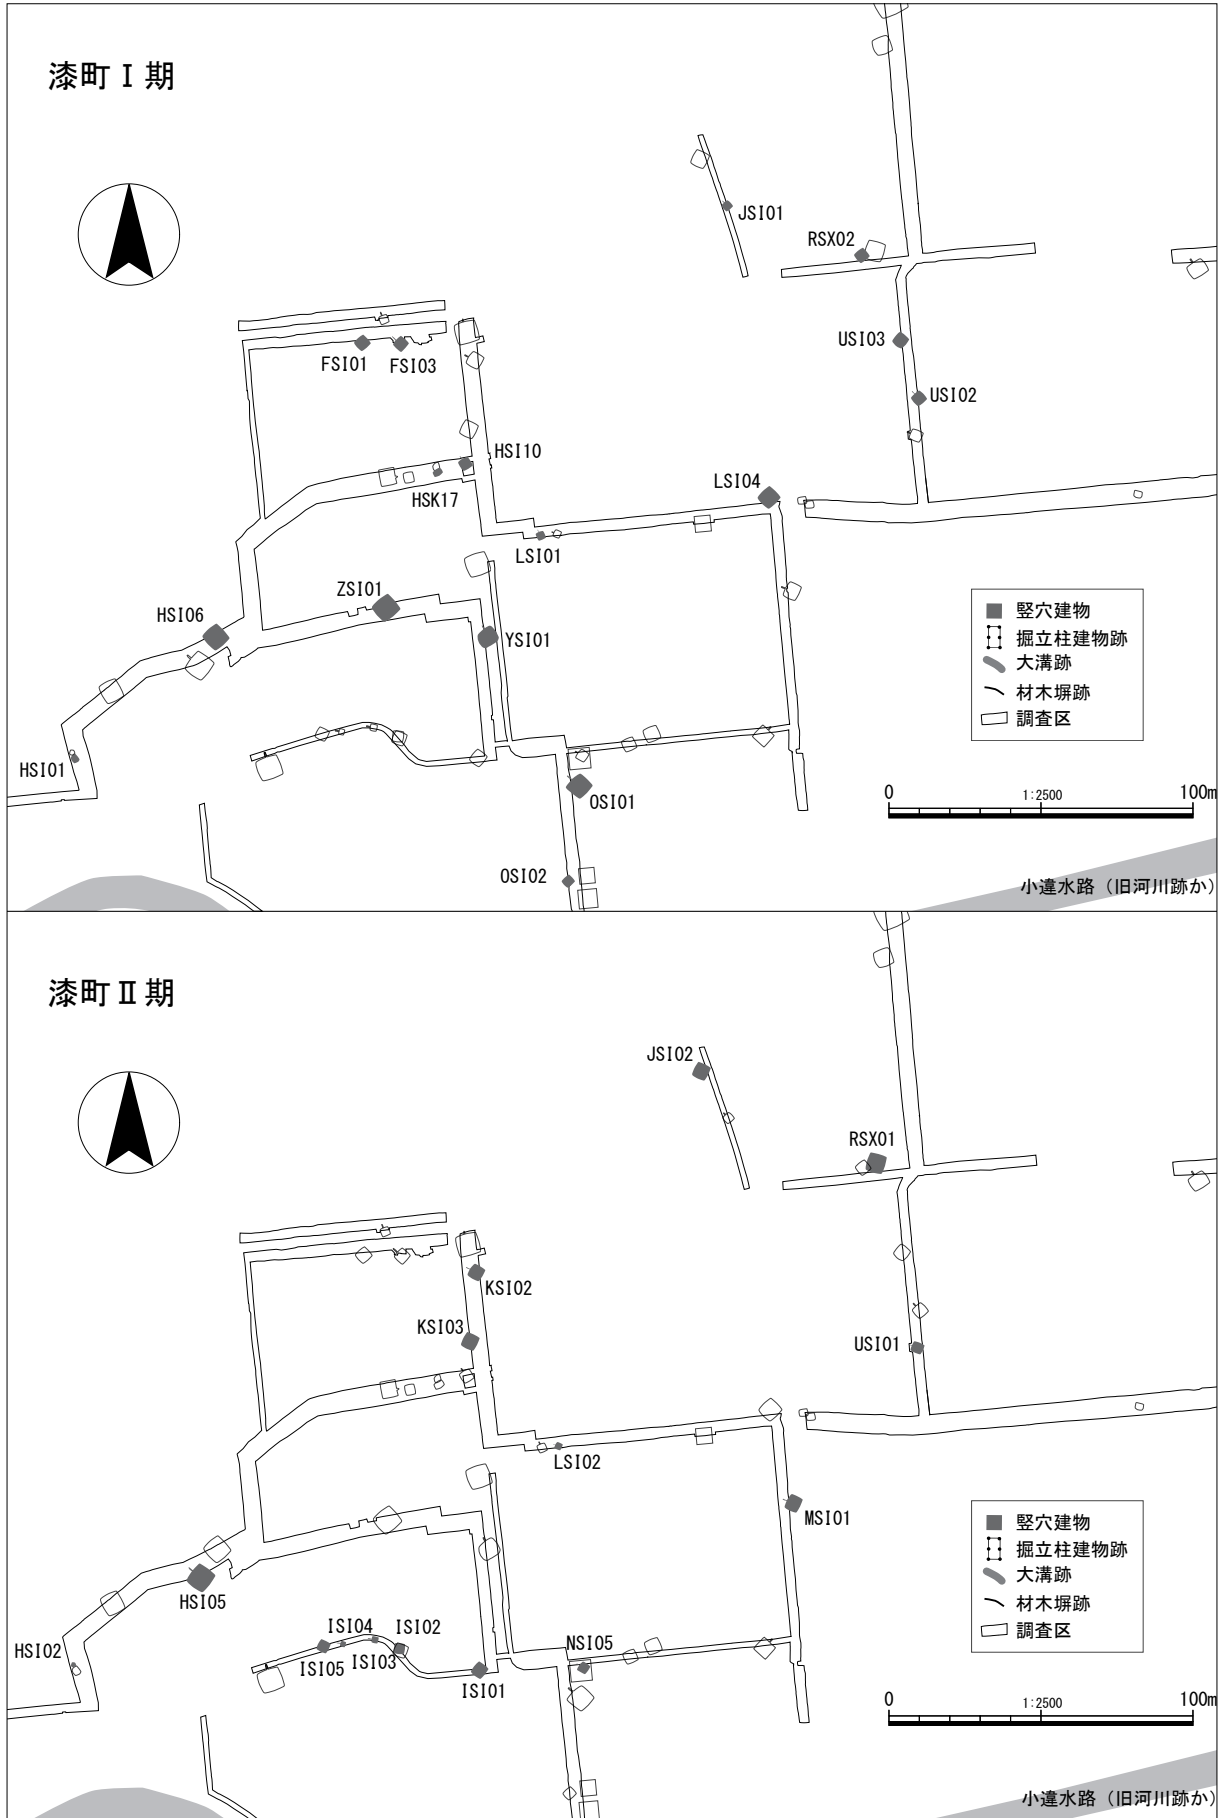 漆町Ⅰ期
JSI01
RSX02
USI03
FSI01
FSI03
USI02
HSI10
HSK17
LSI04
LSI01
ZSI01
HSI06
YSI01
竪穴建物
掘立柱建物跡
大溝跡
材木塀跡
調査区
HSI01
OSI01
0 1:2500 100m
OSI02
小違水路（旧河川跡か）
漆町Ⅱ期
JSI02
RSX01
KSI02
KSI03
USI01
LSI02
MSI01
竪穴建物
掘立柱建物跡
大溝跡
材木塀跡
調査区
HSI05
ISI04
ISI02
HSI02
NSI05
ISI05
ISI03
ISI01
0 1:2500 100m
小違水路（旧河川跡か）